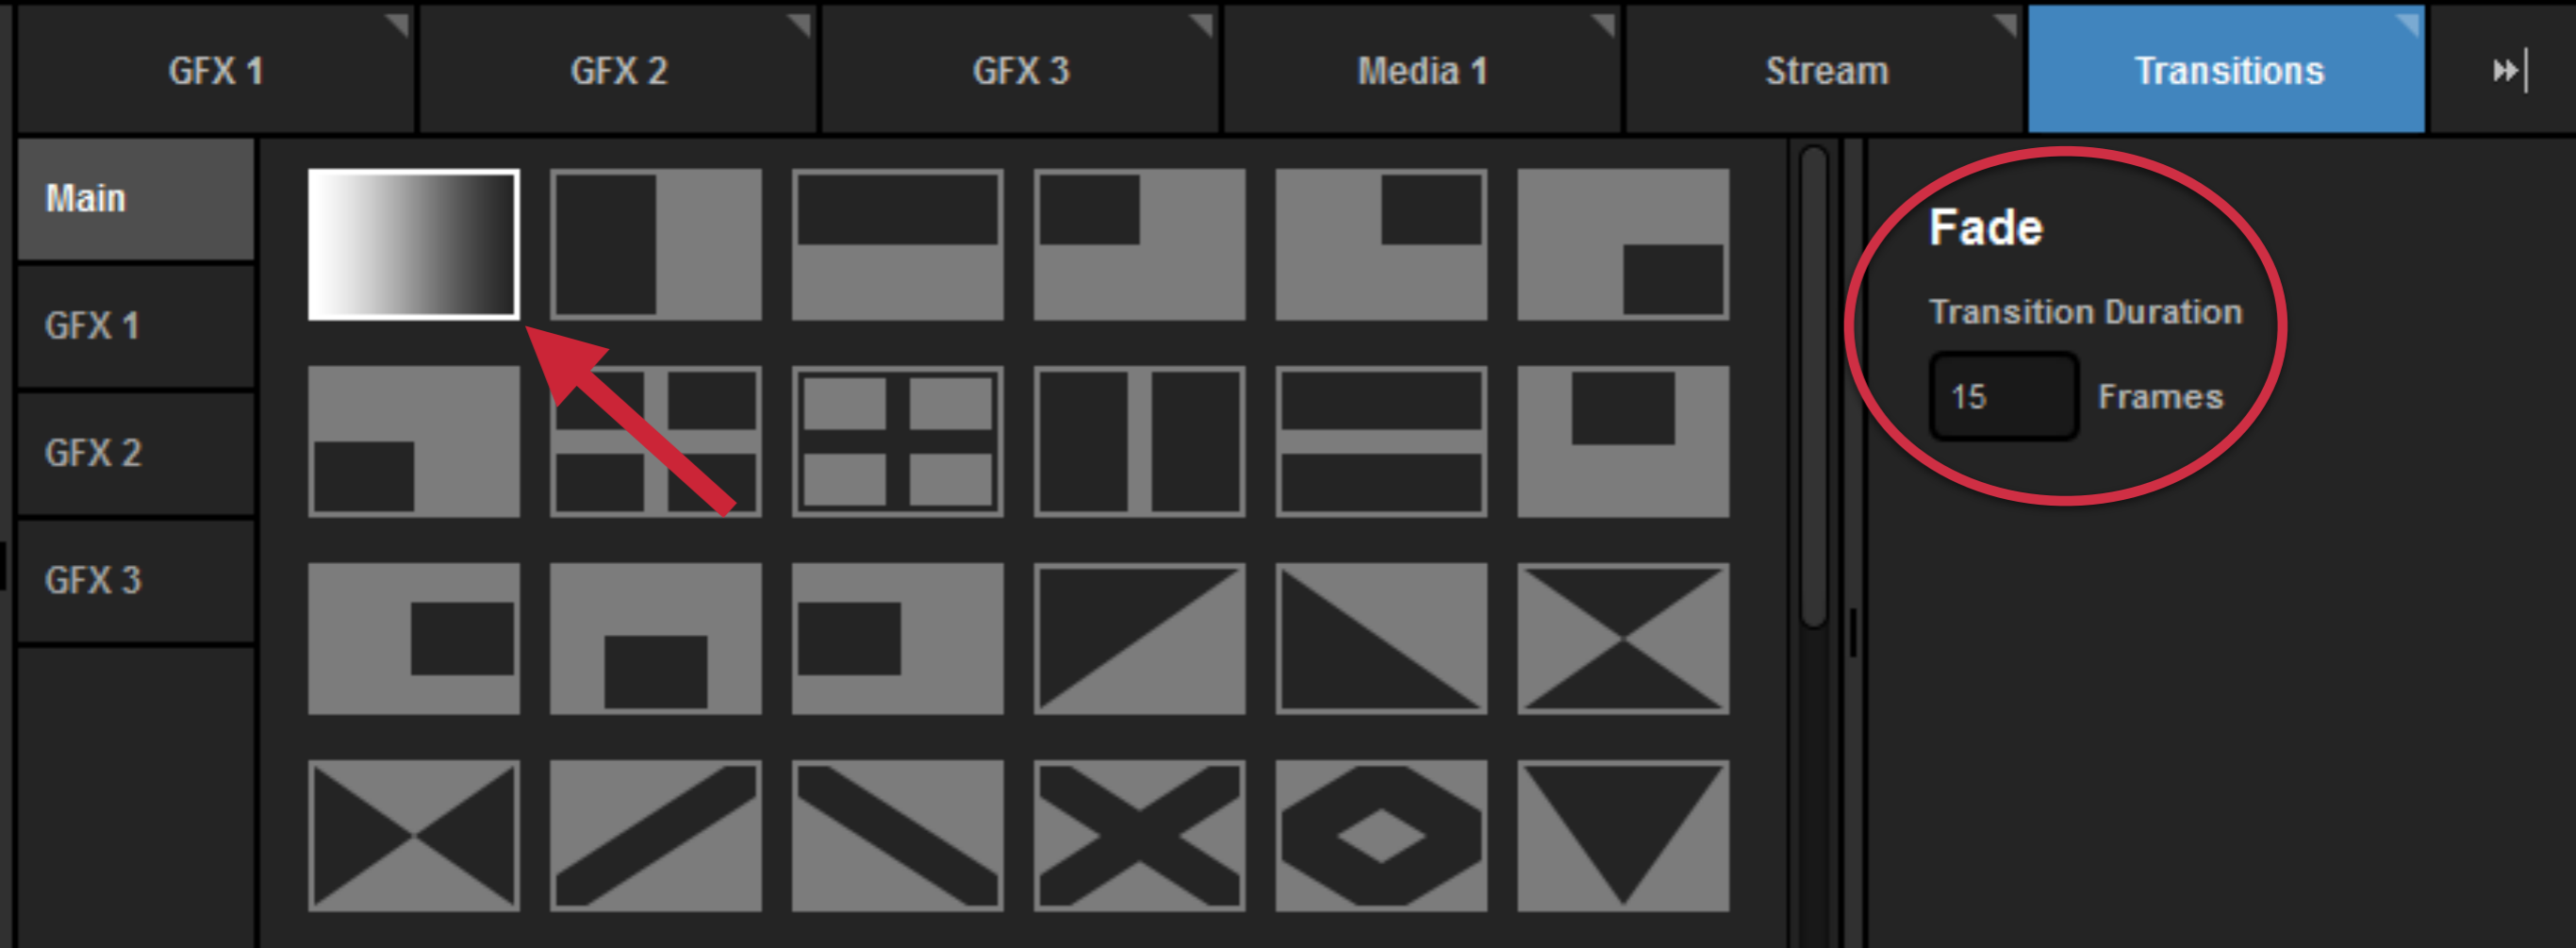 GFX 1
GFX 2
GFX 3
Media 1
Stream
Transitions
Main
GFX 1
GFX 2
GFX 3
Fade
Transition Duration
15 Frames